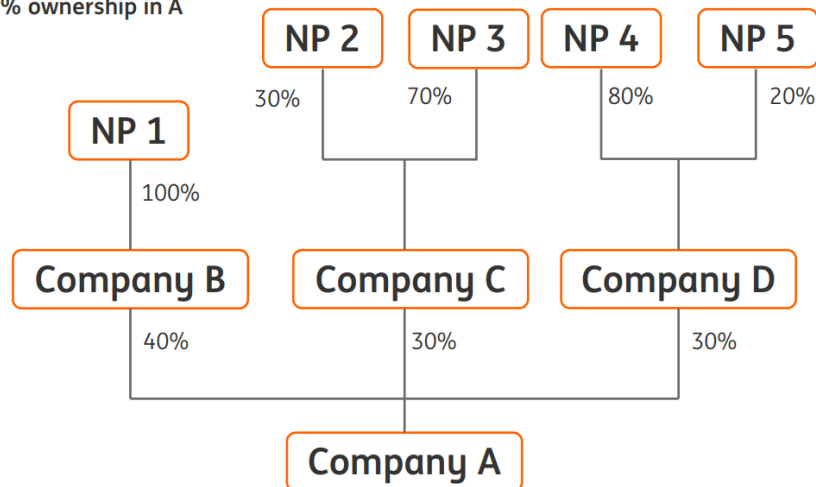 % ownership in A
NP 2
NP 3
NP 4
NP 5
30%
70%
80%
20%
NP 1
100%
Company B
Company C
Company D
40%
30%
30%
Company A